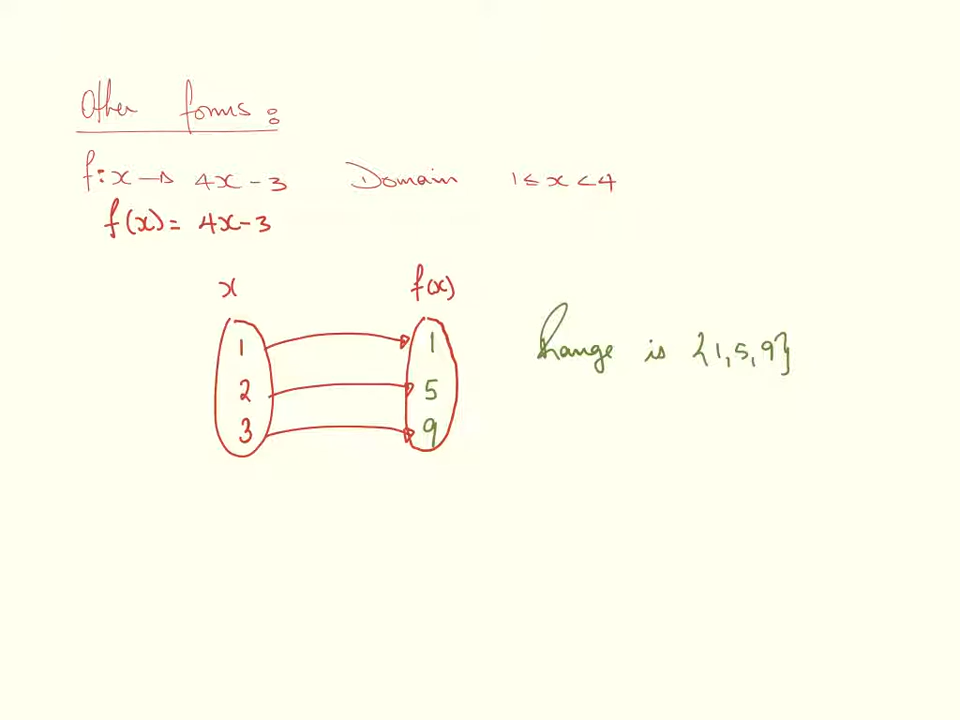 Other forms :
f: x → 4x - 3 Domain 1 ≤ x < 4
f(x) = 4x - 3
x f(x)
1 1
2 5
3 9
Range is {1, 5, 9}